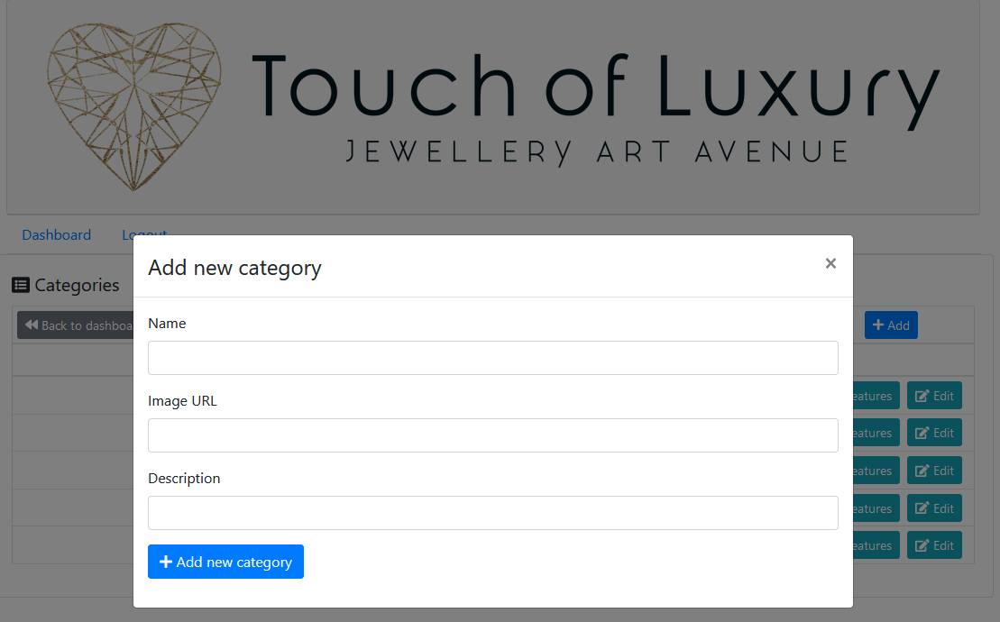 Touch of Luxury
JEWELLERY ART AVENUE
Dashboard Logout
Add new category ×
Categories
Name
Back to dashboa
Add
Image URL
eatures Edit
eatures Edit
Description
eatures Edit
eatures Edit
eatures Edit
Add new category